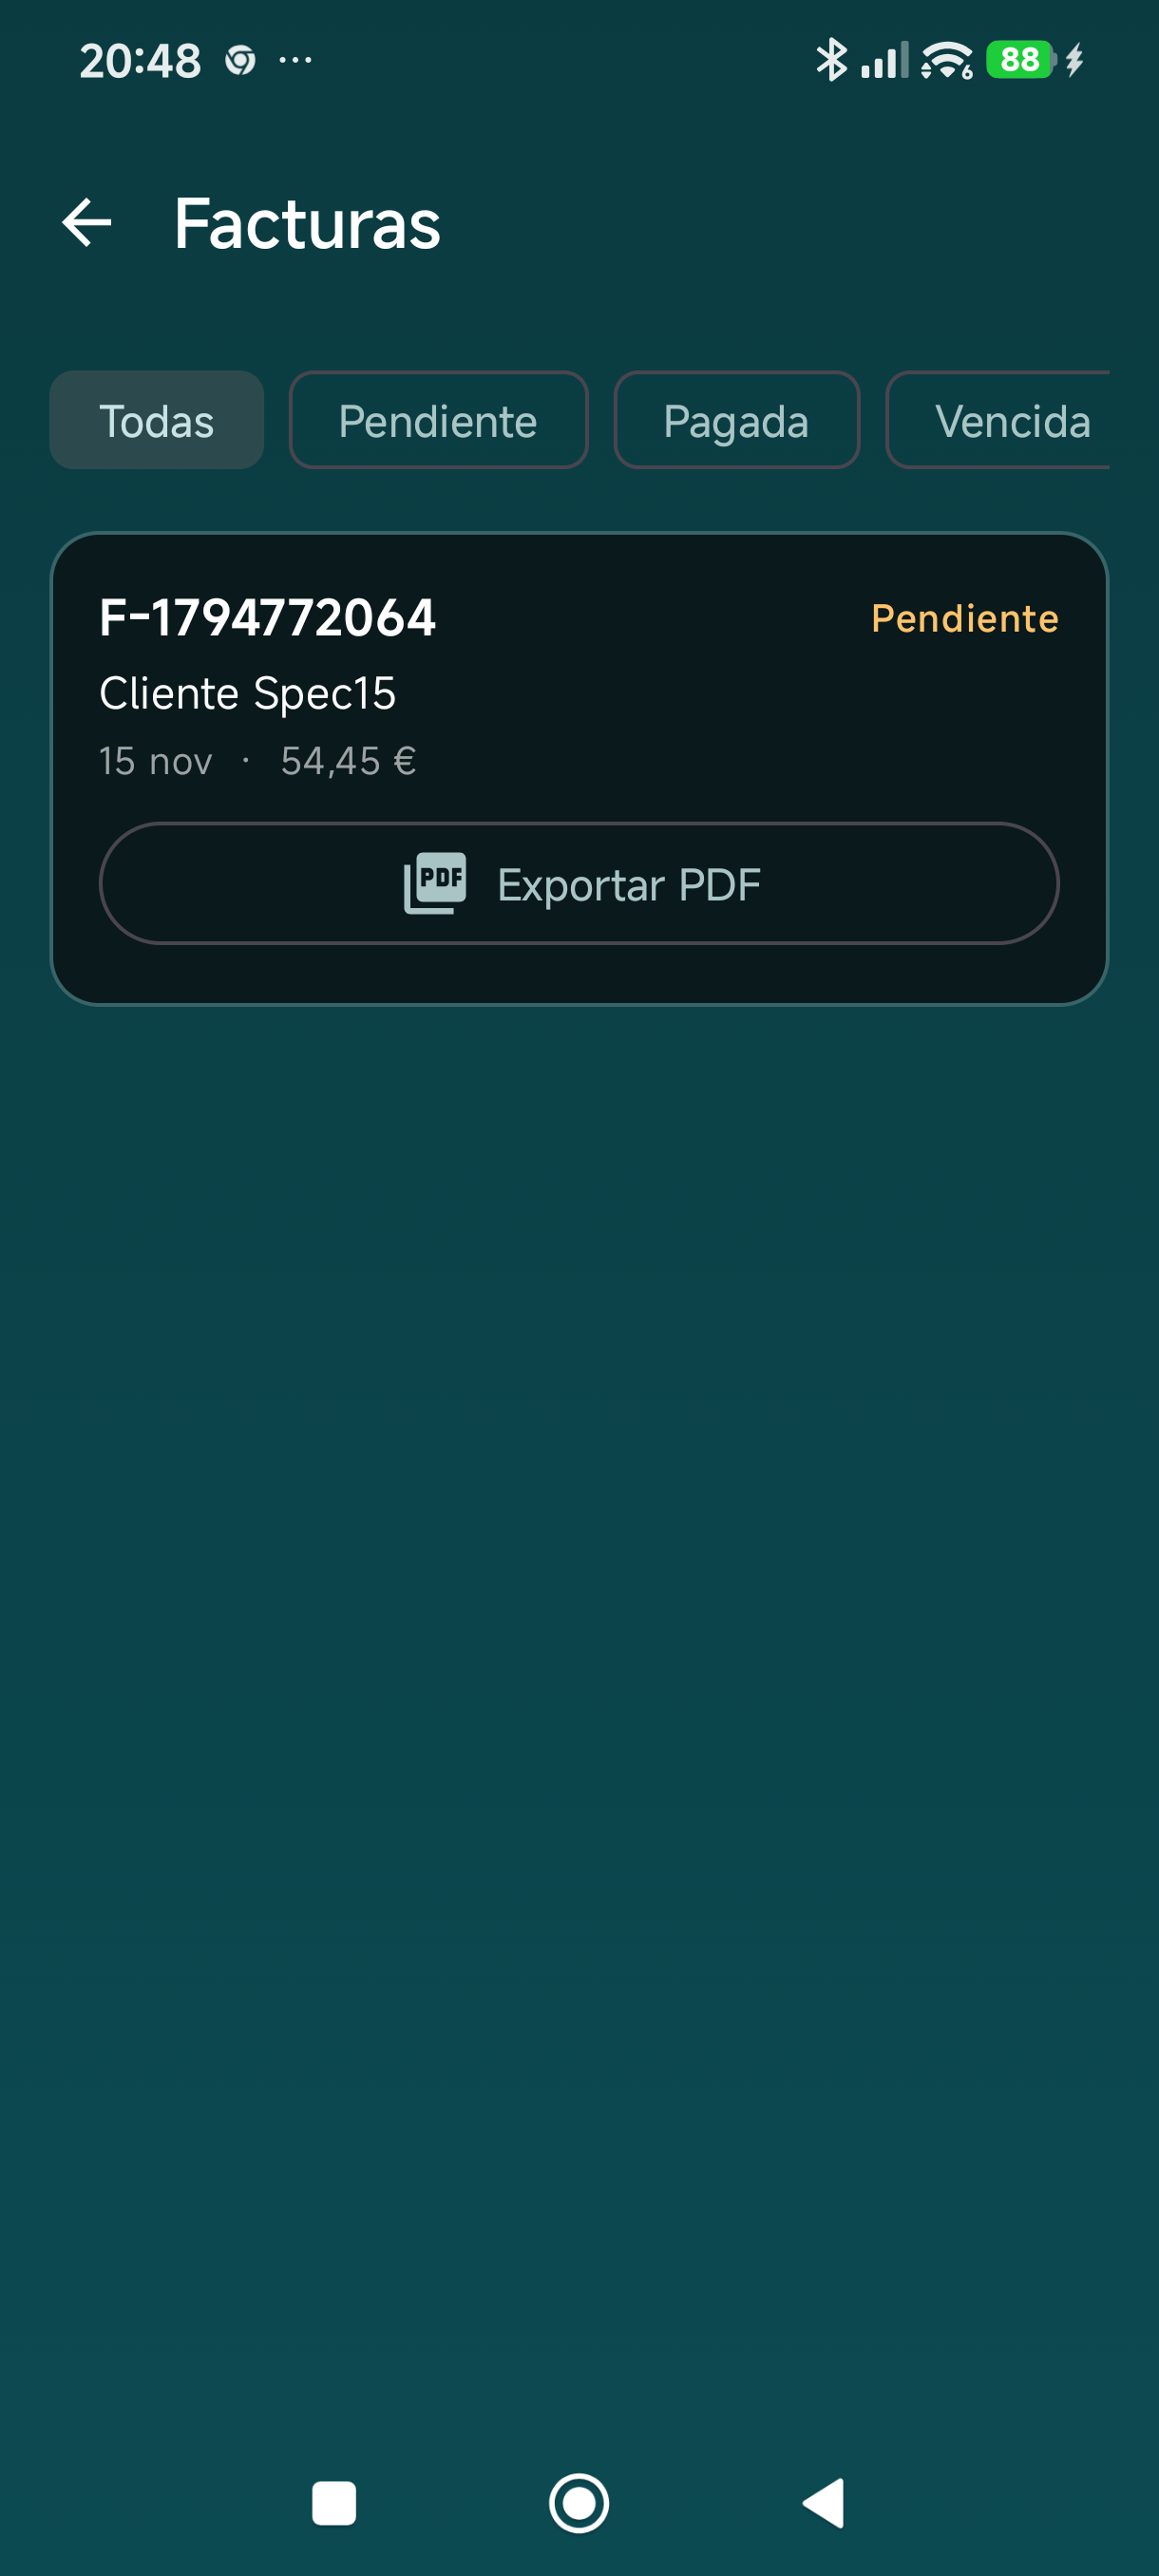 20:48 ... 6 88
Facturas
Todas Pendiente Pagada Vencida
F-1794772064 Pendiente
Cliente Spec15
15 nov · 54,45 €
PDF Exportar PDF